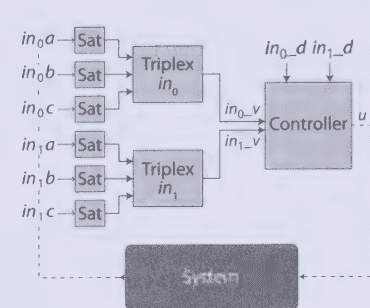 in₀a Sat
in₀b Sat
in₀c Sat
Triplex
in₀
in₁a Sat
in₁b Sat
in₁c Sat
Triplex
in₁
in₀_v
in₁_v
in₀_d in₁_d
Controller
u
System